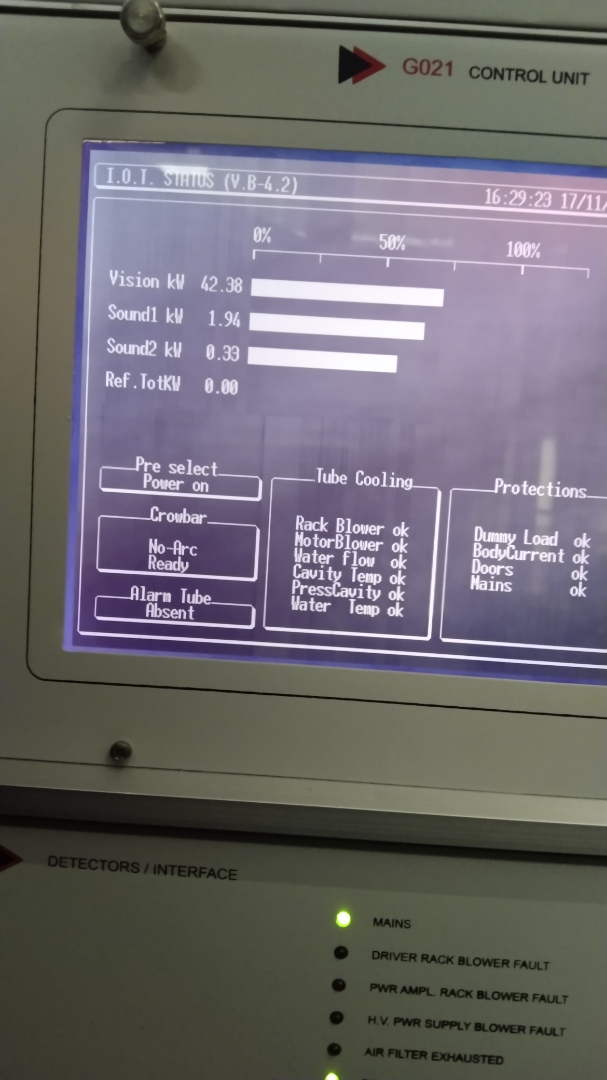 G021 CONTROL UNIT
I.O.T. STATUS (V.B-4.2)
16:29:23 17/11/
0% 50% 100%
Vision kW 42.38
Sound1 kW 1.94
Sound2 kW 0.33
Ref.TotKW 0.00
Pre select
Power on
Crowbar
No-Arc
Ready
Alarm Tube
Absent
Tube Cooling
Rack Blower ok
MotorBlower ok
Water flow ok
Cavity Temp ok
PressCavity ok
Water Temp ok
Protections
Dummy Load ok
BodyCurrent ok
Doors ok
Mains ok
DETECTORS / INTERFACE
MAINS
DRIVER RACK BLOWER FAULT
PWR AMPL. RACK BLOWER FAULT
H.V. PWR SUPPLY BLOWER FAULT
AIR FILTER EXHAUSTED